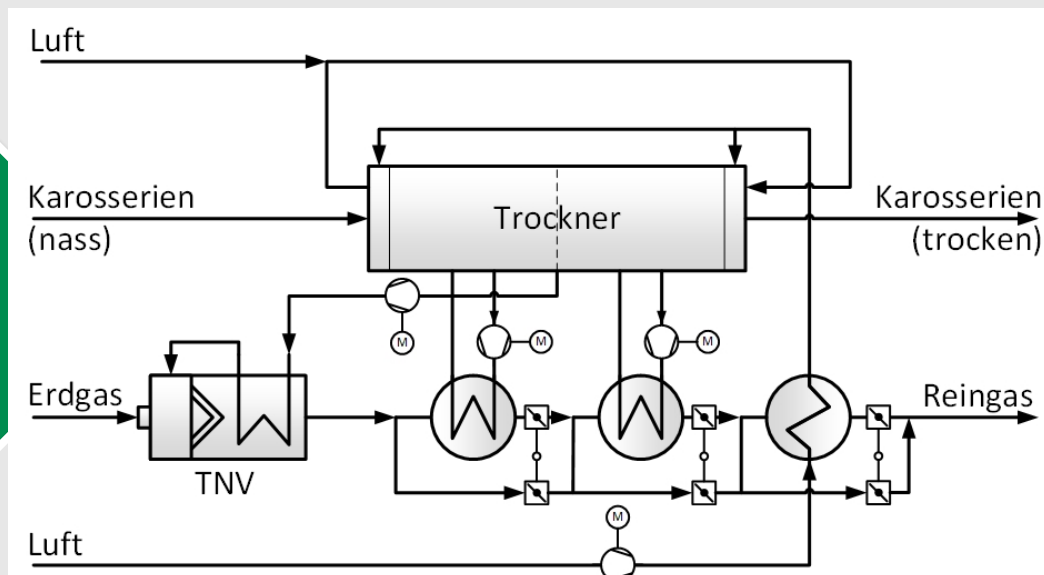 Luft
Karosserien
(nass)
Trockner
Karosserien
(trocken)
M
M
M
Erdgas
Reingas
TNV
M
Luft